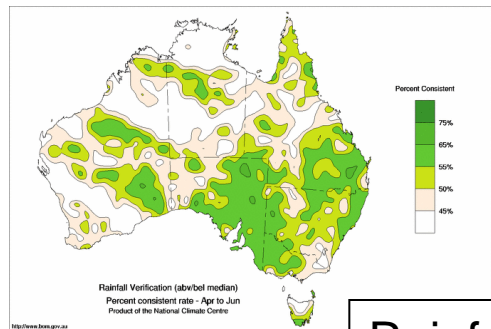 Percent Consistent
75%
65%
55%
50%
45%
Rainfall Verification (abv/bel median)
Percent consistent rate - Apr to Jun
Product of the National Climate Centre
http://www.bom.gov.au